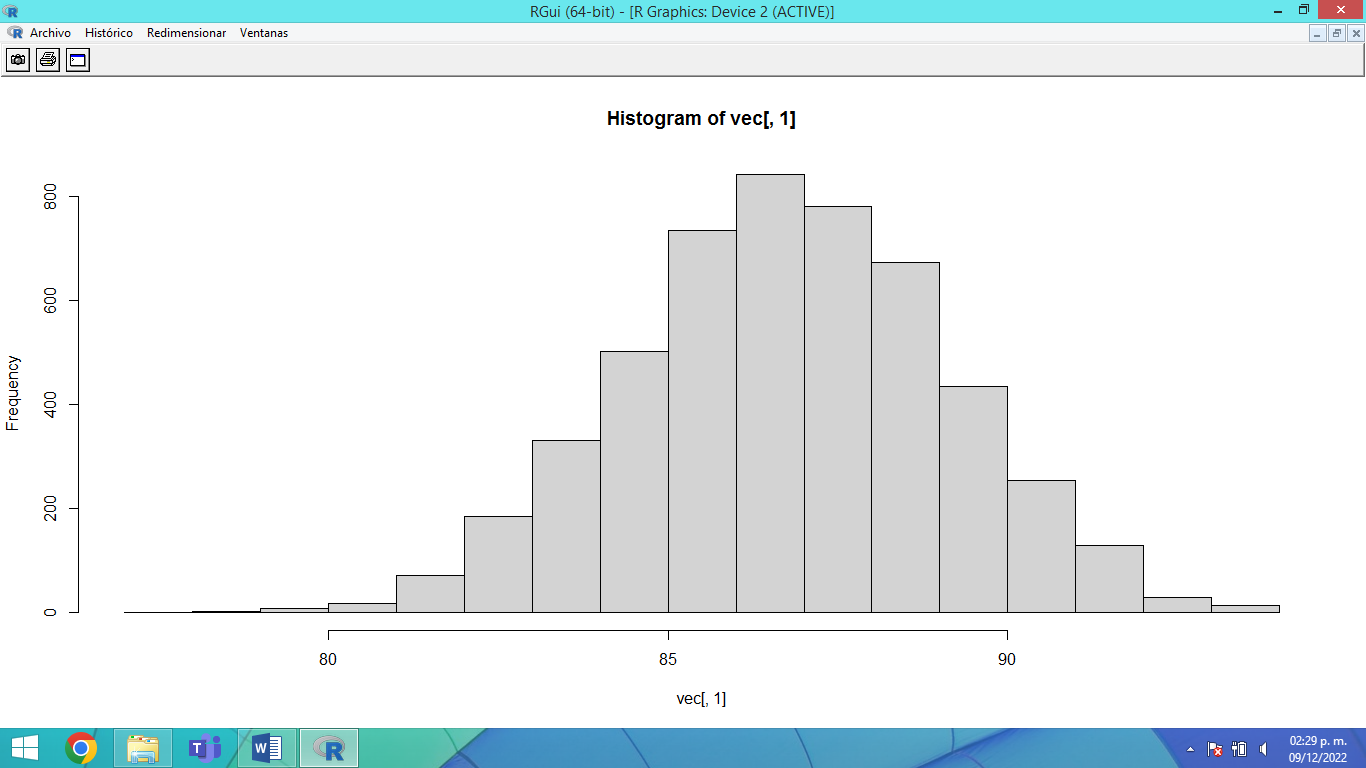 RGui (64-bit) - [R Graphics: Device 2 (ACTIVE)]
Archivo Histórico Redimensionar Ventanas
Histogram of vec[, 1]
Frequency
800
600
400
200
0
80 85 90
vec[, 1]
02:29 p. m.
09/12/2022